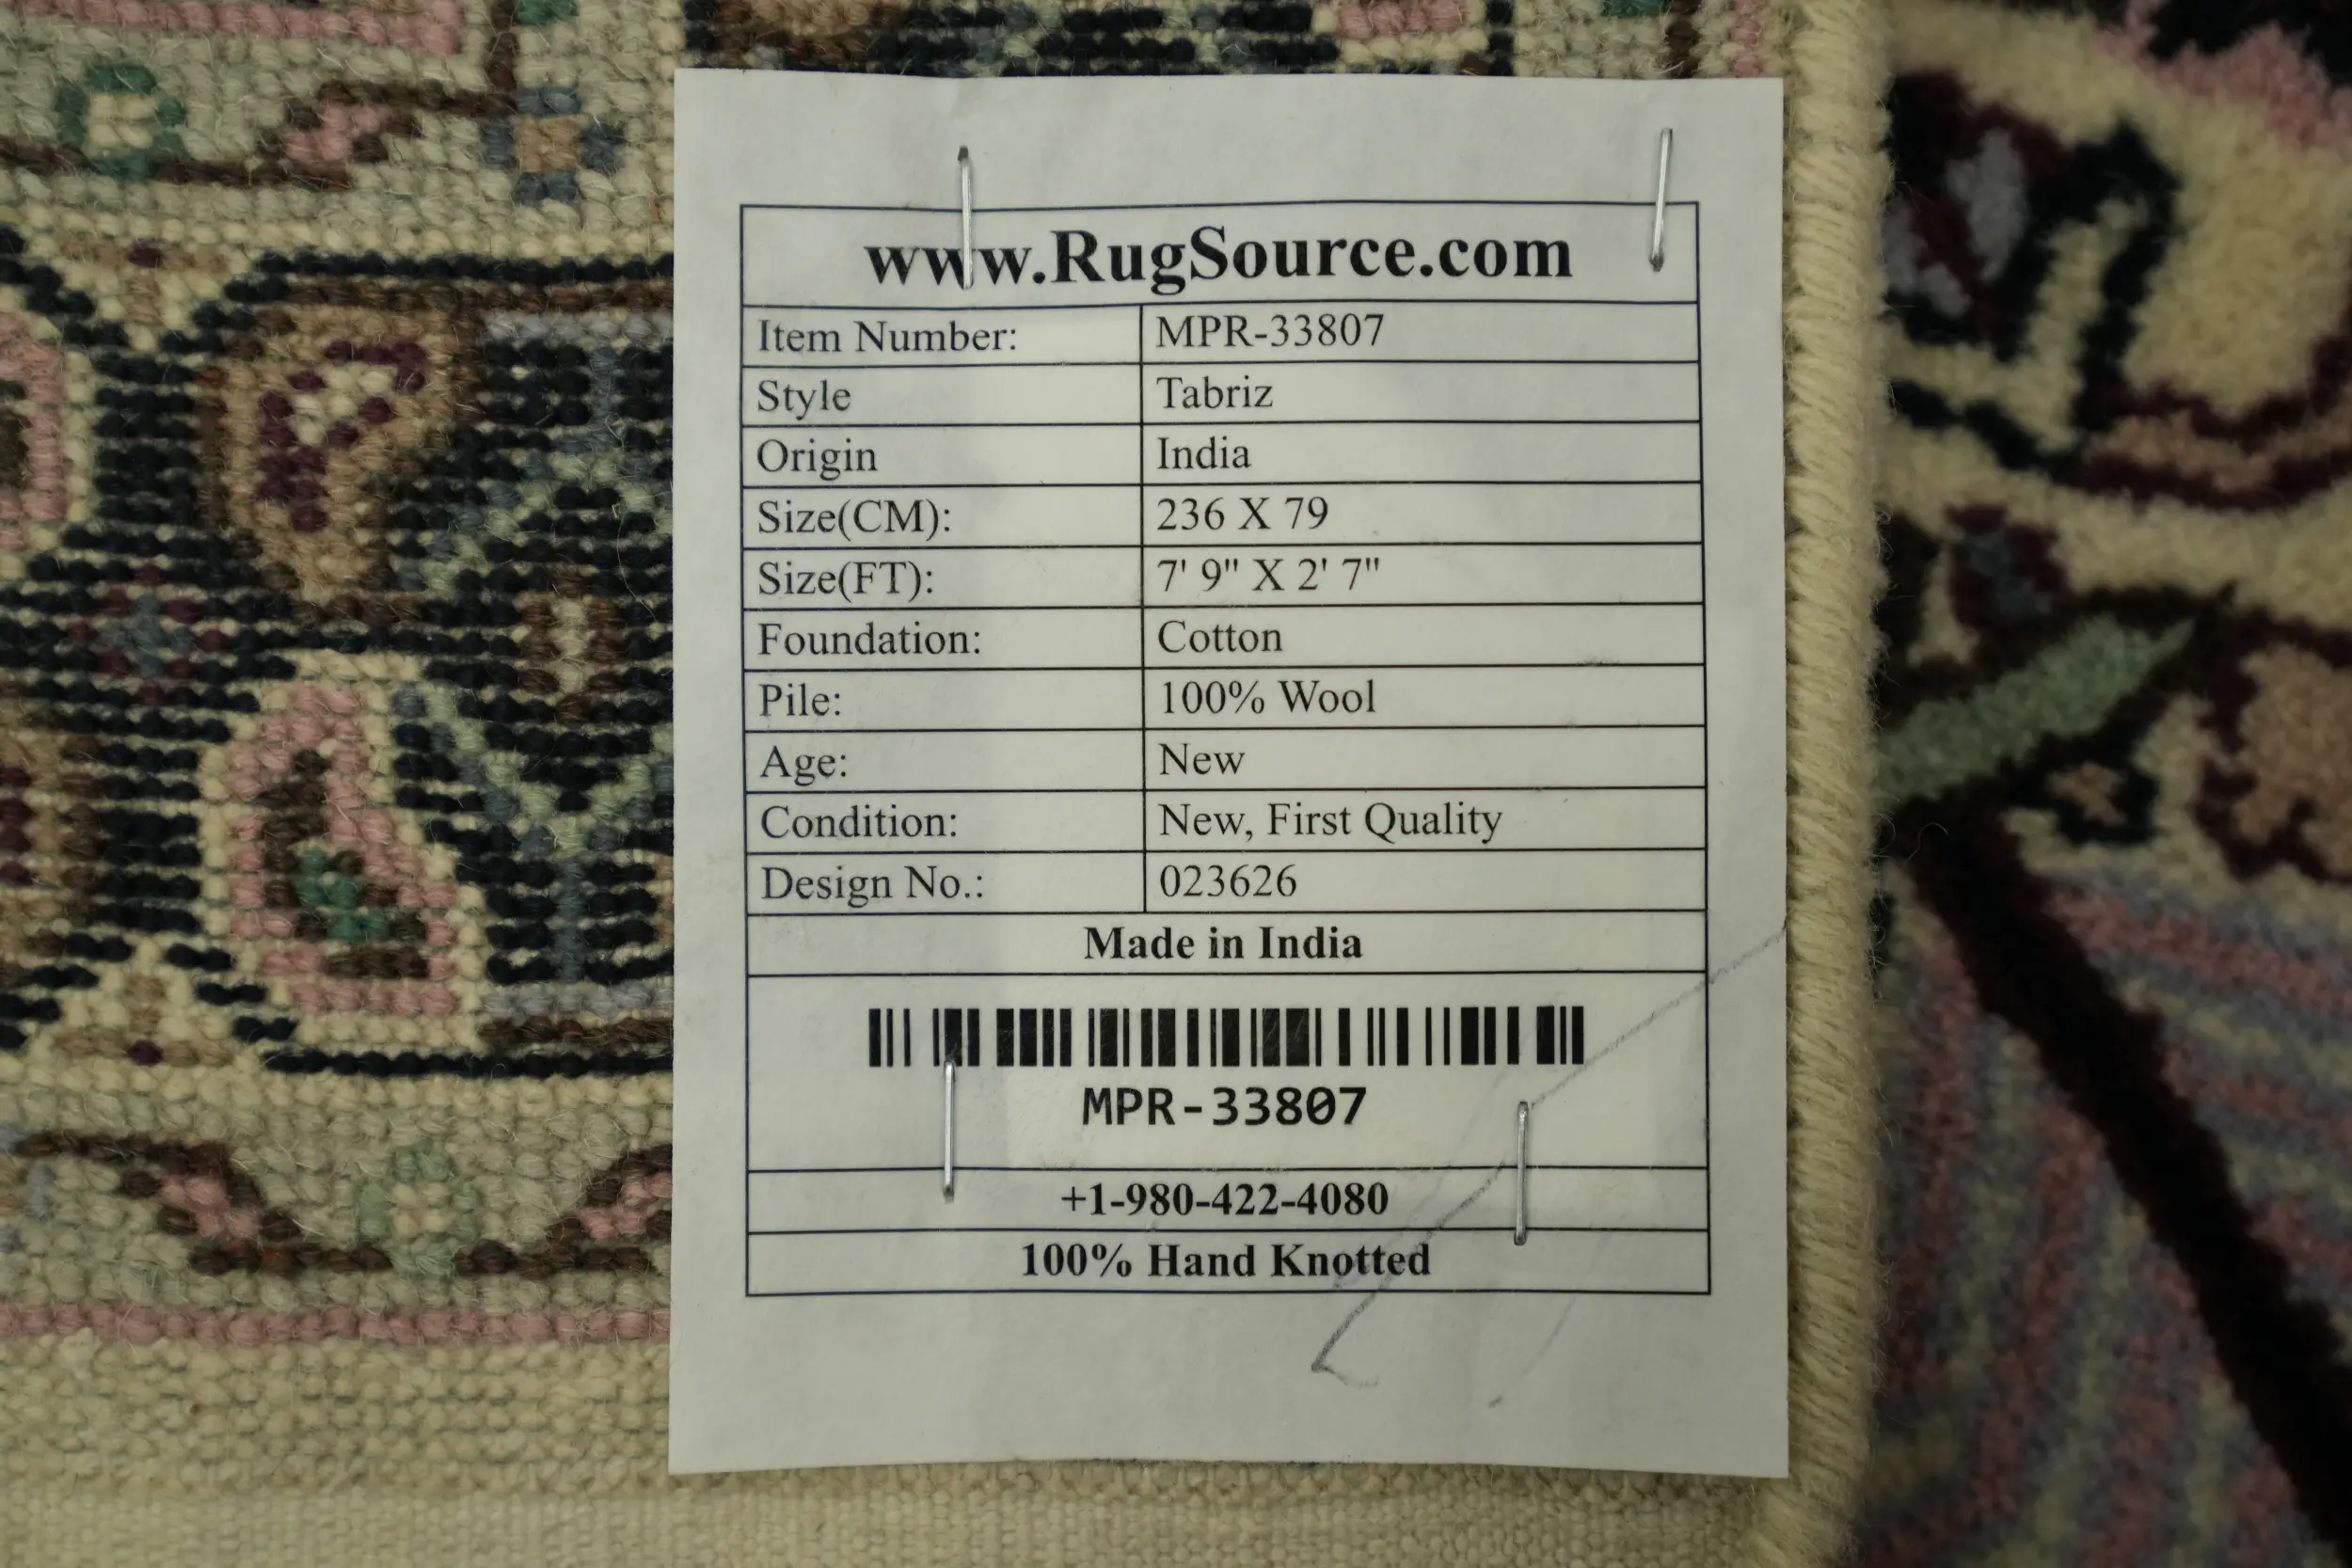 www.RugSource.com
Item Number: MPR-33807
Style Tabriz
Origin India
Size(CM): 236 X 79
Size(FT): 7' 9" X 2' 7"
Foundation: Cotton
Pile: 100% Wool
Age: New
Condition: New, First Quality
Design No.: 023626
Made in India
MPR-33807
+1-980-422-4080
100% Hand Knotted